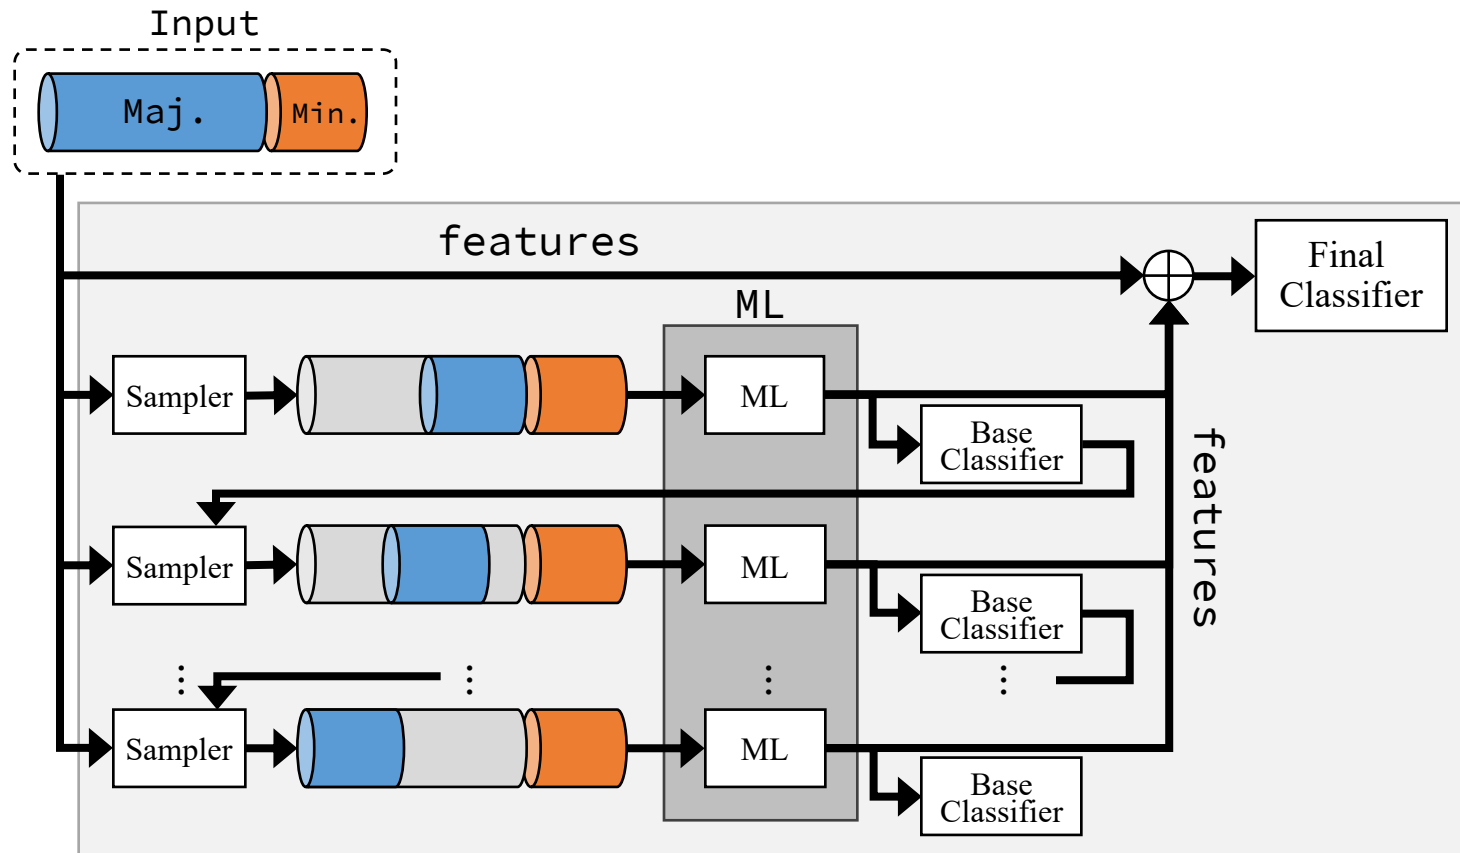 Input
Maj.
Min.
features
Final
Classifier
ML
Sampler
ML
Base
Classifier
features
Sampler
ML
Base
Classifier
⋮
⋮
⋮
⋮
Sampler
ML
Base
Classifier